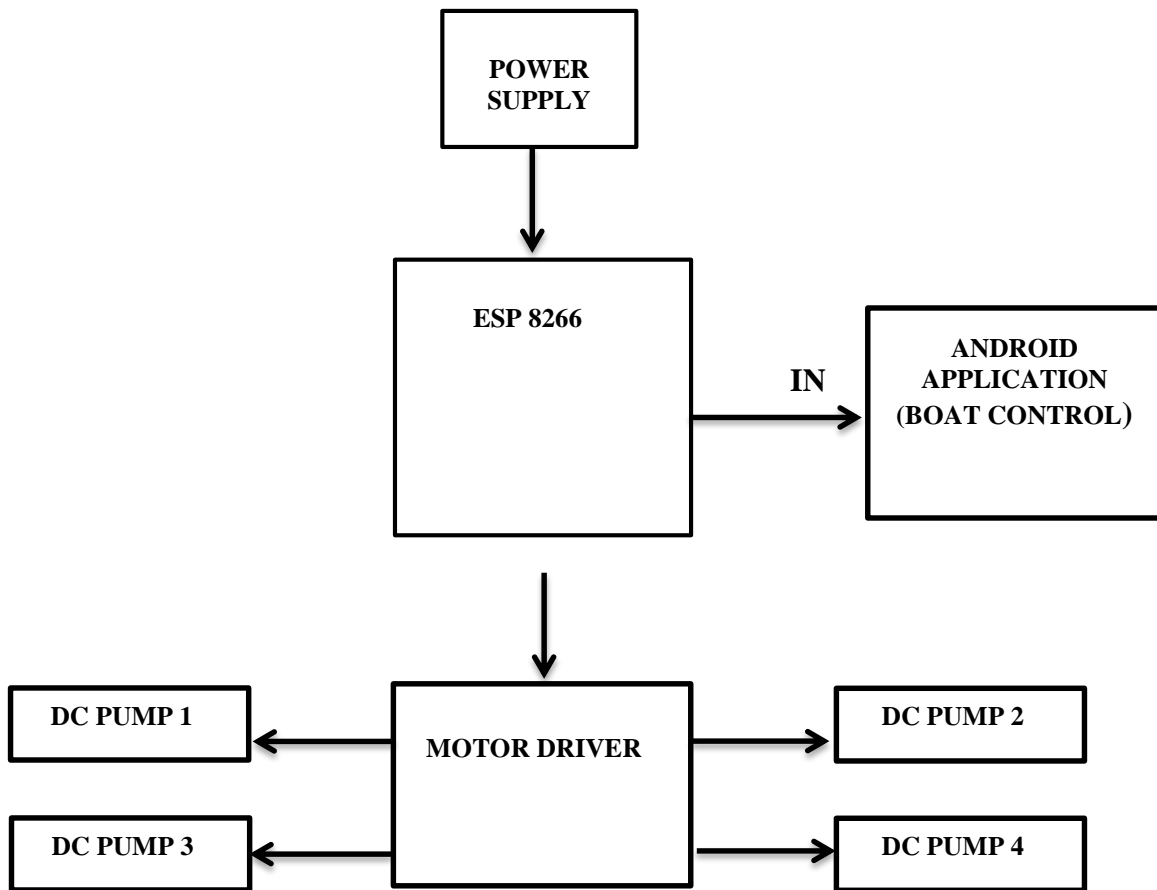 POWER
SUPPLY
ESP 8266
IN
ANDROID
APPLICATION
(BOAT CONTROL)
DC PUMP 1
MOTOR DRIVER
DC PUMP 2
DC PUMP 3
DC PUMP 4